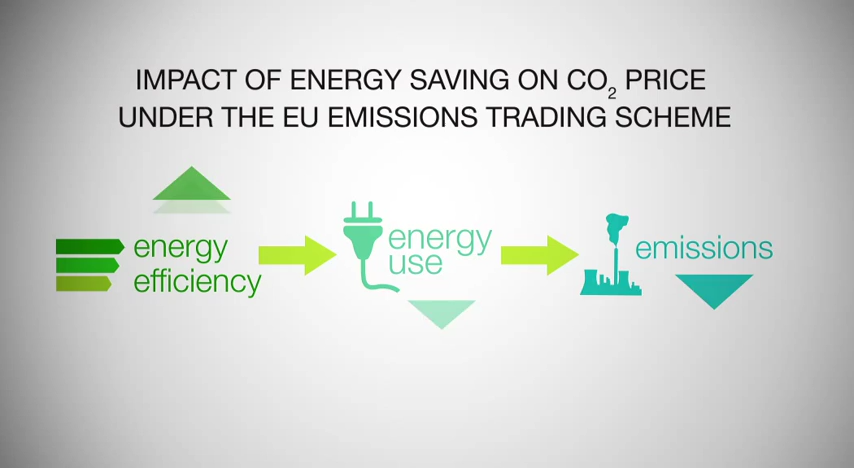 IMPACT OF ENERGY SAVING ON CO₂ PRICE
UNDER THE EU EMISSIONS TRADING SCHEME
energy
efficiency
energy
use
emissions